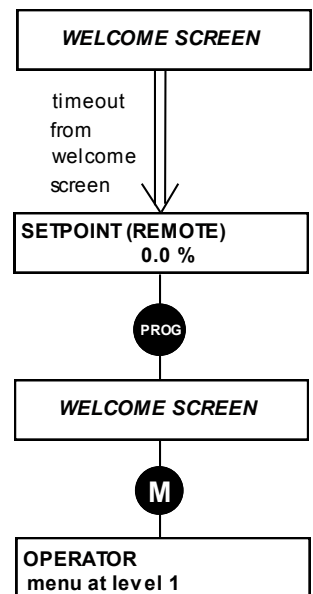 WELCOME SCREEN
timeout
from
welcome
screen
SETPOINT (REMOTE)
0.0 %
PROG
WELCOME SCREEN
M
OPERATOR
menu at level 1